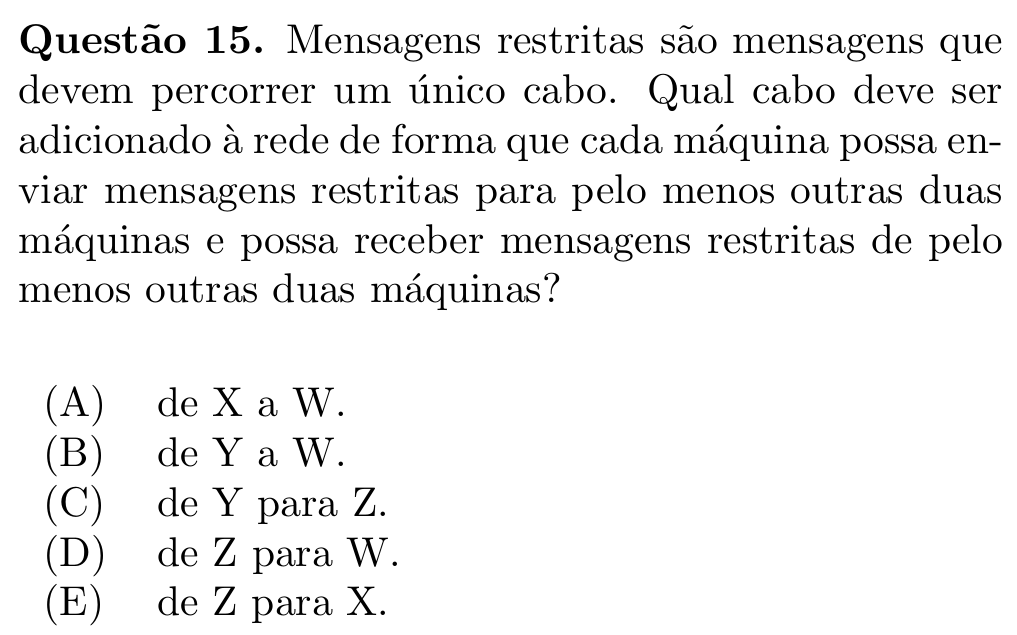 Questão 15. Mensagens restritas são mensagens que
devem percorrer um único cabo. Qual cabo deve ser
adicionado à rede de forma que cada máquina possa en-
viar mensagens restritas para pelo menos outras duas
máquinas e possa receber mensagens restritas de pelo
menos outras duas máquinas?
(A) de X a W.
(B) de Y a W.
(C) de Y para Z.
(D) de Z para W.
(E) de Z para X.